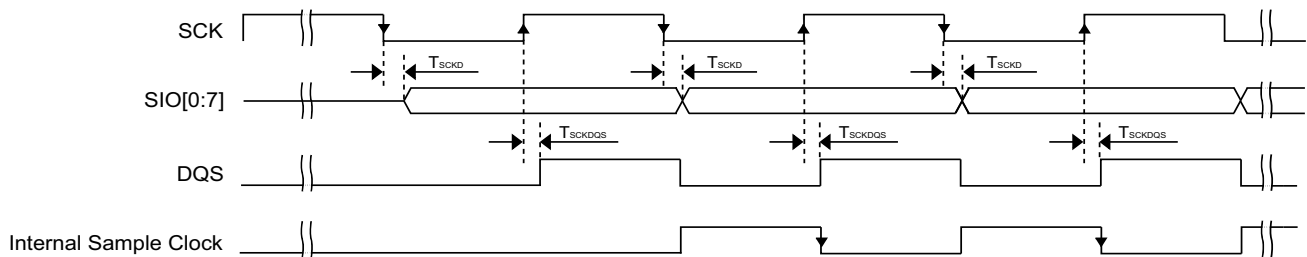 SCK
TSCKD TSCKD TSCKD
SIO[0:7]
TSCKDQS TSCKDQS TSCKDQS
DQS
Internal Sample Clock